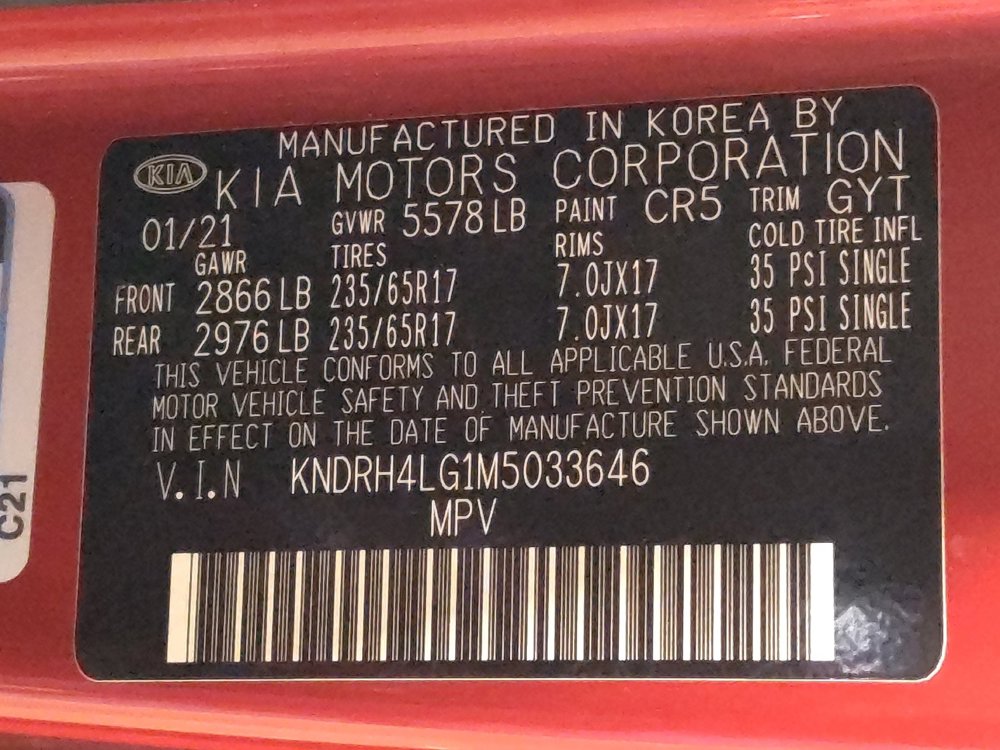 MANUFACTURED IN KOREA BY
KIA KIA MOTORS CORPORATION
01/21 GVWR 5578 LB PAINT CR5 TRIM GYT
GAWR TIRES RIMS COLD TIRE INFL
FRONT 2866 LB 235/65R17 7.0JX17 35 PSI SINGLE
REAR 2976 LB 235/65R17 7.0JX17 35 PSI SINGLE
THIS VEHICLE CONFORMS TO ALL APPLICABLE U.S.A. FEDERAL
MOTOR VEHICLE SAFETY AND THEFT PREVENTION STANDARDS
IN EFFECT ON THE DATE OF MANUFACTURE SHOWN ABOVE.
V.I.N KNDRH4LG1M5033646
MPV
C21